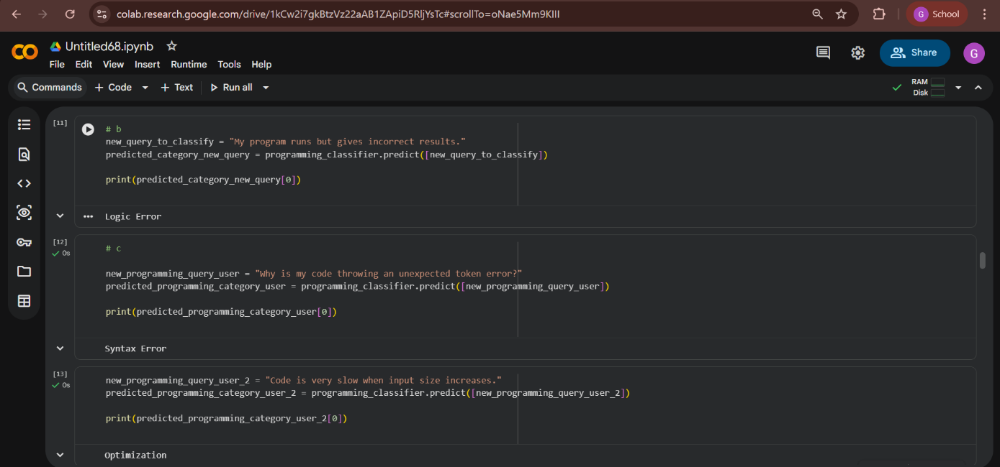 colab.research.google.com/drive/1kCw2i7gkBtzVz22aAB1ZApiD5RljYsTc#scrollTo=oNae5Mm9KIII
G School
Untitled68.ipynb
File Edit View Insert Runtime Tools Help
Share
G
Commands + Code + Text Run all
RAM
Disk
[11]
# b
new_query_to_classify = "My program runs but gives incorrect results."
predicted_category_new_query = programming_classifier.predict([new_query_to_classify])
print(predicted_category_new_query[0])
Logic Error
[12]
0s
# c
new_programming_query_user = "Why is my code throwing an unexpected token error?"
predicted_programming_category_user = programming_classifier.predict([new_programming_query_user])
print(predicted_programming_category_user[0])
Syntax Error
[13]
0s
new_programming_query_user_2 = "Code is very slow when input size increases."
predicted_programming_category_user_2 = programming_classifier.predict([new_programming_query_user_2])
print(predicted_programming_category_user_2[0])
Optimization